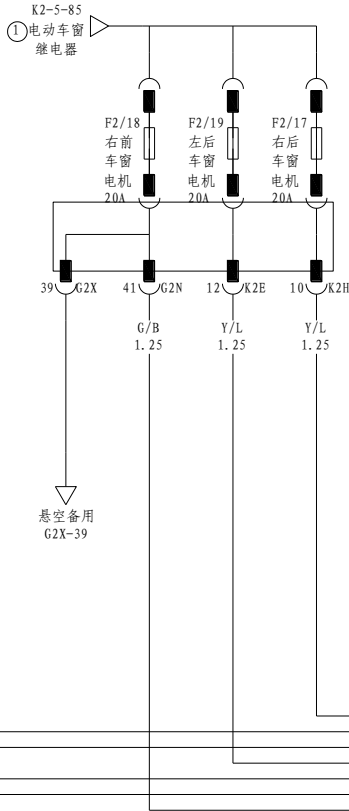 K2-5-85
① 电动车窗
继电器
F2/18
右前
车窗
电机
20A
F2/19
左后
车窗
电机
20A
F2/17
右后
车窗
电机
20A
39 G2X
41 G2N
12 K2E
10 K2H
G/B
1.25
Y/L
1.25
Y/L
1.25
悬空备用
G2X-39